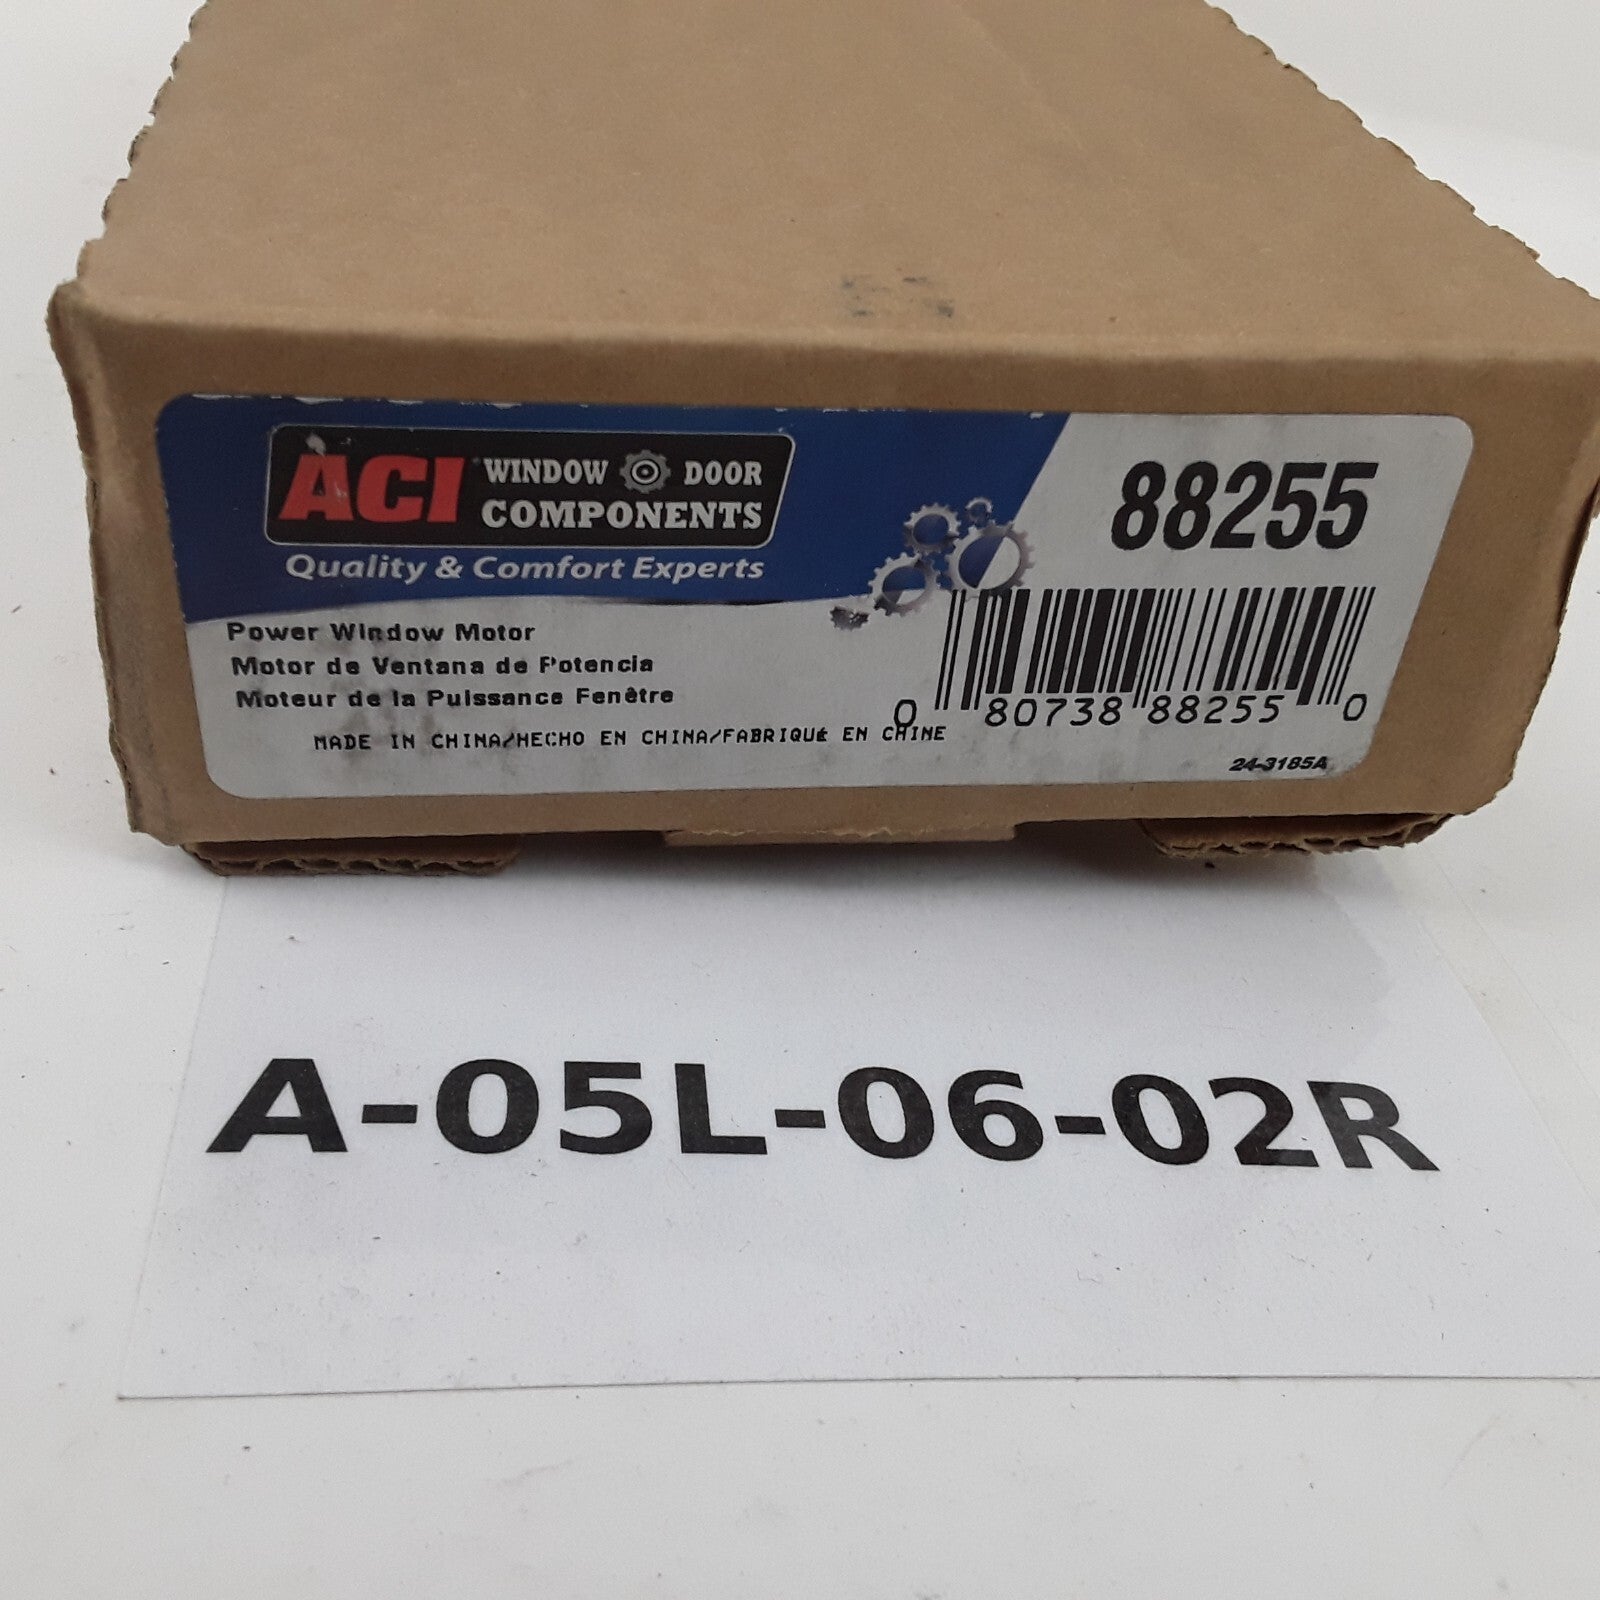 ACI WINDOW DOOR
COMPONENTS
Quality & Comfort Experts
88255
Power Window Motor
Motor de Ventana de Potencia
Moteur de la Puissance Fenêtre
MADE IN CHINA/HECHO EN CHINA/FABRIQUÉ EN CHINE
0 80738 88255 0
24-3185A
A-05L-06-02R